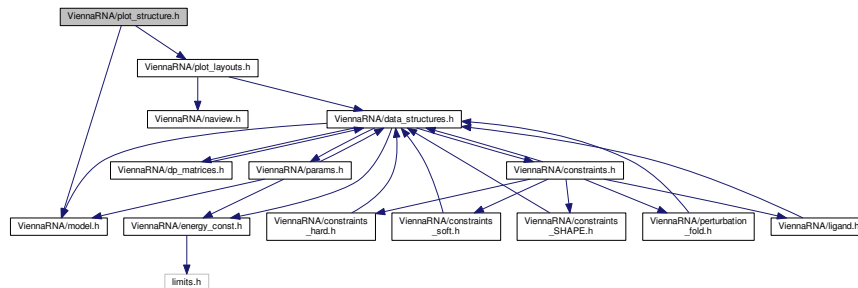 ViennaRNA/plot_structure.h
ViennaRNA/plot_layouts.h
ViennaRNA/naview.h
ViennaRNA/data_structures.h
ViennaRNA/dp_matrices.h
ViennaRNA/params.h
ViennaRNA/constraints.h
ViennaRNA/model.h
ViennaRNA/energy_const.h
ViennaRNA/constraints
_hard.h
ViennaRNA/constraints
_soft.h
ViennaRNA/constraints
_SHAPE.h
ViennaRNA/perturbation
_fold.h
ViennaRNA/ligand.h
limits.h